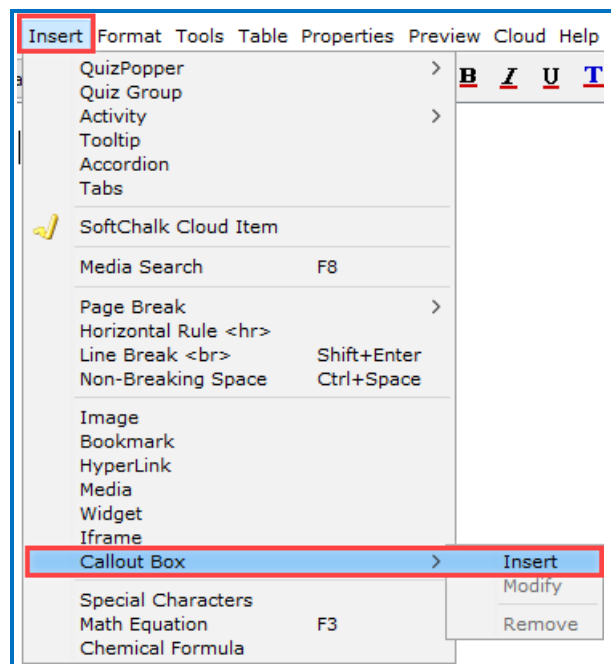 Insert Format Tools Table Properties Preview Cloud Help
QuizPopper >
B I U T
Quiz Group
Activity >
Tooltip
Accordion
Tabs
SoftChalk Cloud Item
Media Search F8
Page Break >
Horizontal Rule <hr>
Line Break <br> Shift+Enter
Non-Breaking Space Ctrl+Space
Image
Bookmark
HyperLink
Media
Widget
Iframe
Callout Box > Insert
Modify
Remove
Special Characters
Math Equation F3
Chemical Formula